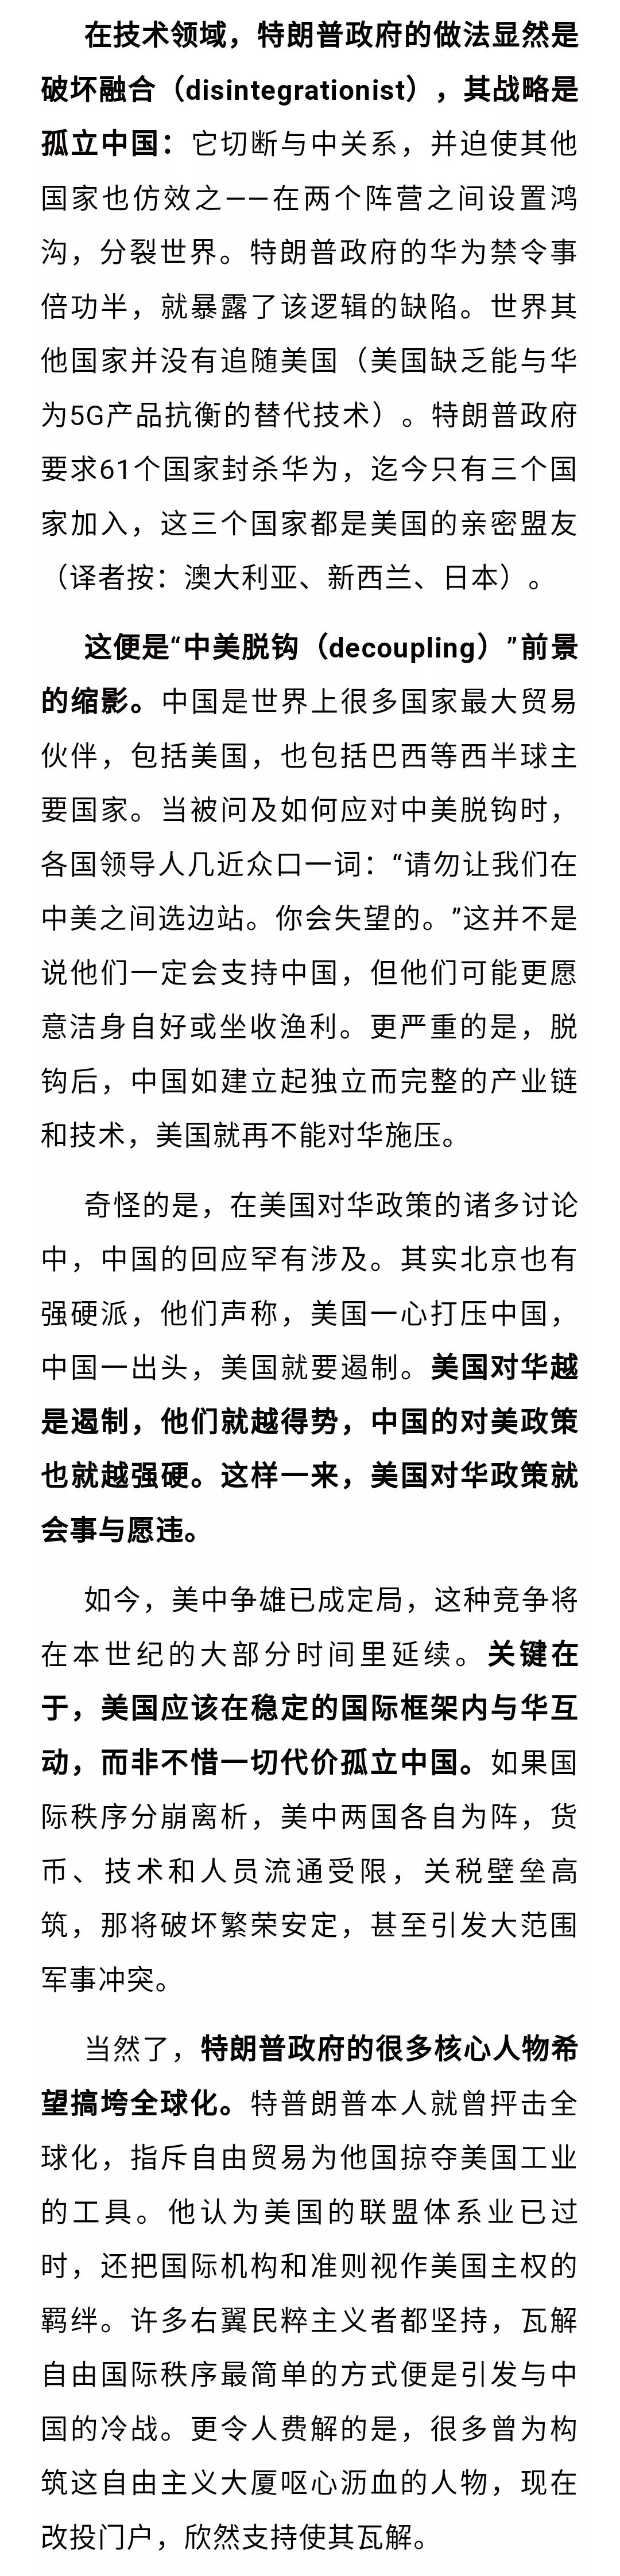 在技术领域，特朗普政府的做法显然是
破坏融合（disintegrationist），其战略是
孤立中国：它切断与中关系，并迫使其他
国家也仿效之——在两个阵营之间设置鸿
沟，分裂世界。特朗普政府的华为禁令事
倍功半，就暴露了该逻辑的缺陷。世界其
他国家并没有追随美国（美国缺乏能与华
为5G产品抗衡的替代技术）。特朗普政府
要求61个国家封杀华为，迄今只有三个国
家加入，这三个国家都是美国的亲密盟友
（译者按：澳大利亚、新西兰、日本）。
这便是“中美脱钩（decoupling）”前景
的缩影。中国是世界上很多国家最大贸易
伙伴，包括美国，也包括巴西等西半球主
要国家。当被问及如何应对中美脱钩时，
各国领导人几近众口一词：“请勿让我们在
中美之间选边站。你会失望的。”这并不是
说他们一定会支持中国，但他们可能更愿
意洁身自好或坐收渔利。更严重的是，脱
钩后，中国如建立起独立而完整的产业链
和技术，美国就再不能对华施压。
奇怪的是，在美国对华政策的诸多讨论
中，中国的回应罕有涉及。其实北京也有
强硬派，他们声称，美国一心打压中国，
中国一出头，美国就要遏制。美国对华越
是遏制，他们就越得势，中国的对美政策
也就越强硬。这样一来，美国对华政策就
会事与愿违。
如今，美中争雄已成定局，这种竞争将
在本世纪的大部分时间里延续。关键在
于，美国应该在稳定的国际框架内与华互
动，而非不惜一切代价孤立中国。如果国
际秩序分崩离析，美中两国各自为阵，货
币、技术和人员流通受限，关税壁垒高
筑，那将破坏繁荣安定，甚至引发大范围
军事冲突。
当然了，特朗普政府的很多核心人物希
望搞垮全球化。特普朗普本人就曾抨击全
球化，指斥自由贸易为他国掠夺美国工业
的工具。他认为美国的联盟体系业已过
时，还把国际机构和准则视作美国主权的
羁绊。许多右翼民粹主义者都坚持，瓦解
自由国际秩序最简单的方式便是引发与中
国的冷战。更令人费解的是，很多曾为构
筑这自由主义大厦呕心沥血的人物，现在
改投门户，欣然支持使其瓦解。